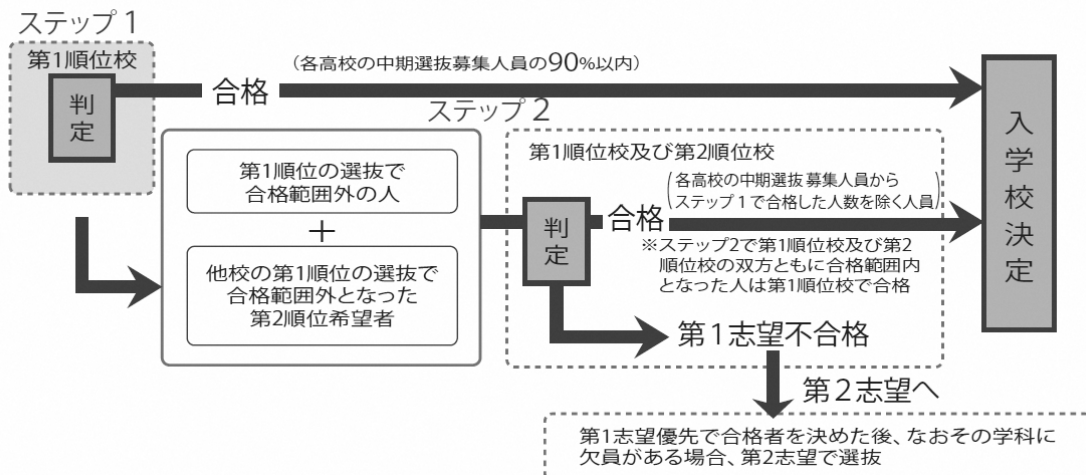 ステップ 1
第1順位校
判
定
合格
(各高校の中期選抜募集人員の90%以内)
ステップ 2
第1順位の選抜で
合格範囲外の人
+
他校の第1順位の選抜で
合格範囲外となった
第2順位希望者
第1順位校及び第2順位校
判
定
合格
(各高校の中期選抜募集人員から
ステップ1で合格した人数を除く人員)
※ステップ2で第1順位校及び第2
順位校の双方ともに合格範囲内
となった人は第1順位校で合格
第1志望不合格
第2志望へ
第1志望優先で合格者を決めた後、なおその学科に
欠員がある場合、第2志望で選抜
入
学
校
決
定